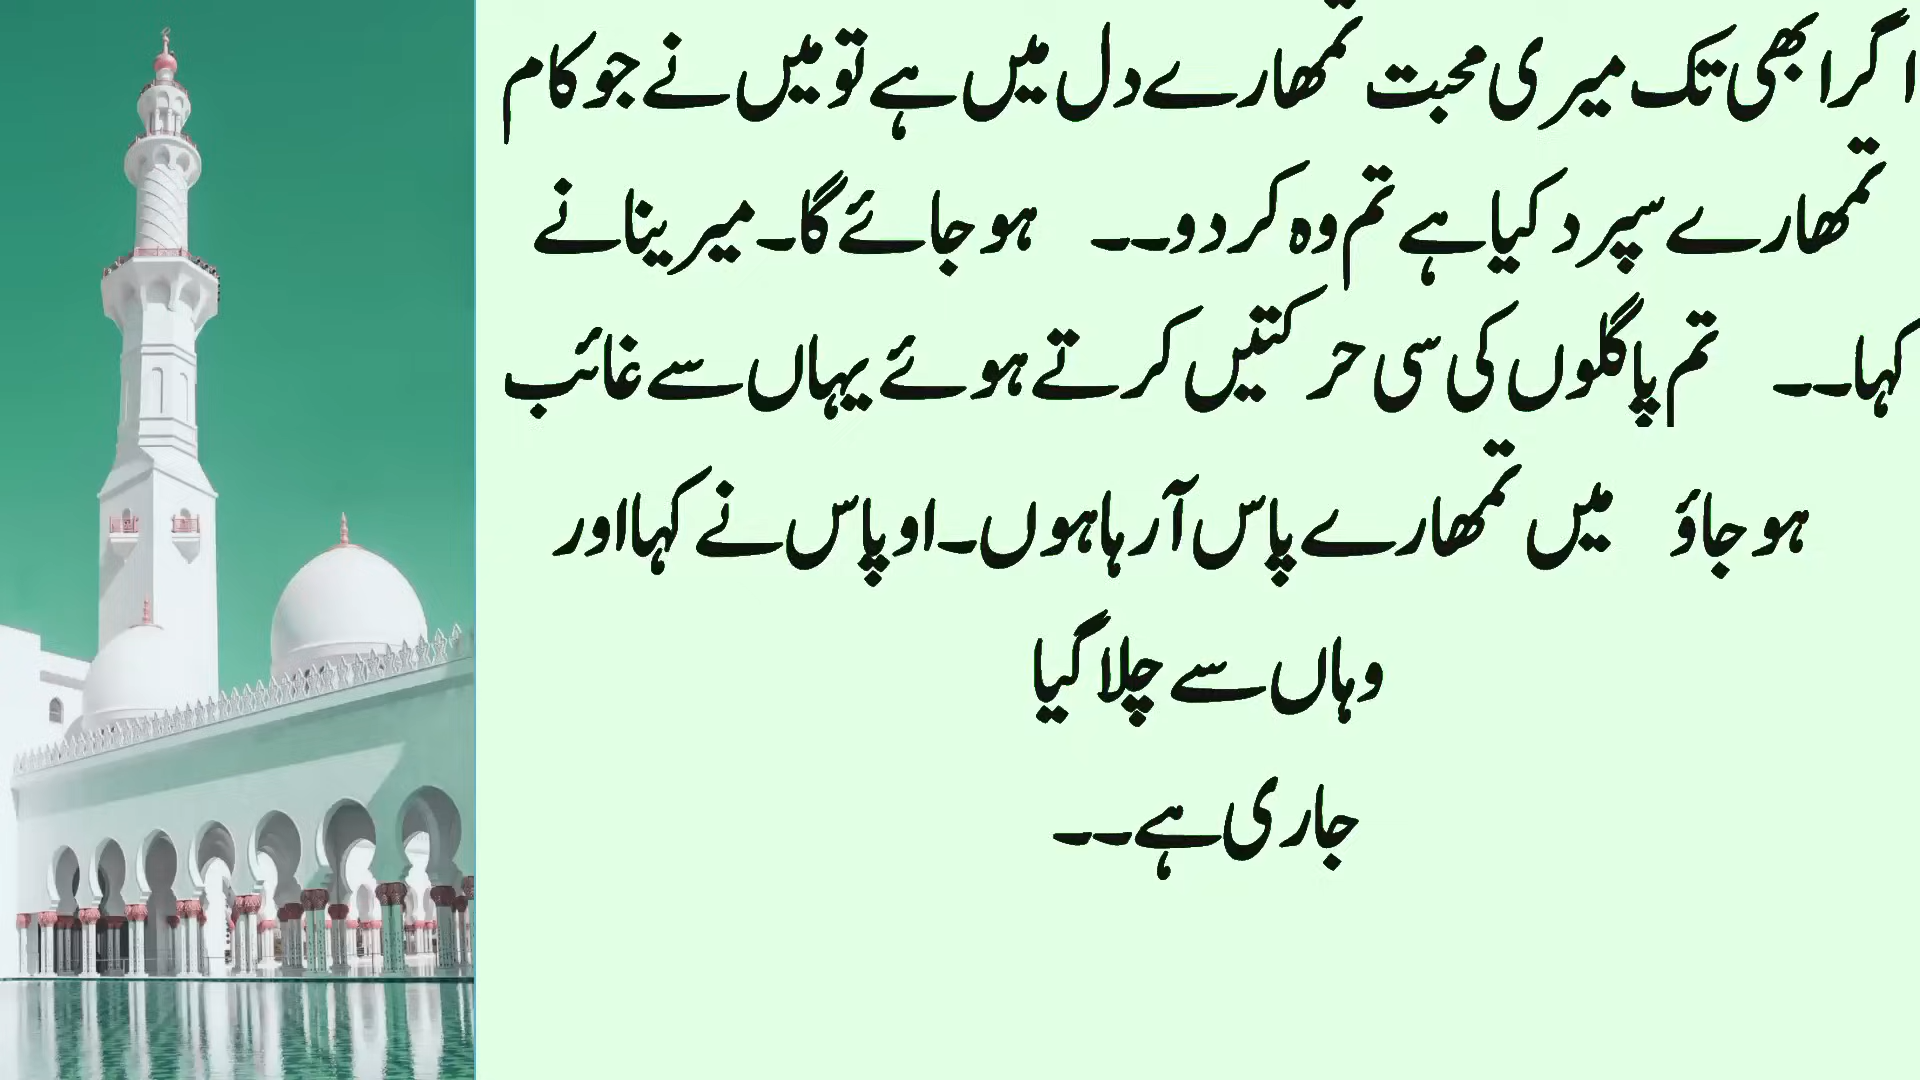 اگر ابھی تک میری محبت تمھارے دل میں ہے تو میں نے جو کام
تمھارے سپرد کیا ہے تم وہ کر دو۔۔ ہو جائے گا۔ میرینا نے
کہا۔۔ تم پاگلوں کی سی حرکتیں کرتے ہوئے یہاں سے غائب
ہو جاؤ میں تمھارے پاس آ رہا ہوں۔ اوپاس نے کہا اور
وہاں سے چلا گیا
جاری ہے۔۔